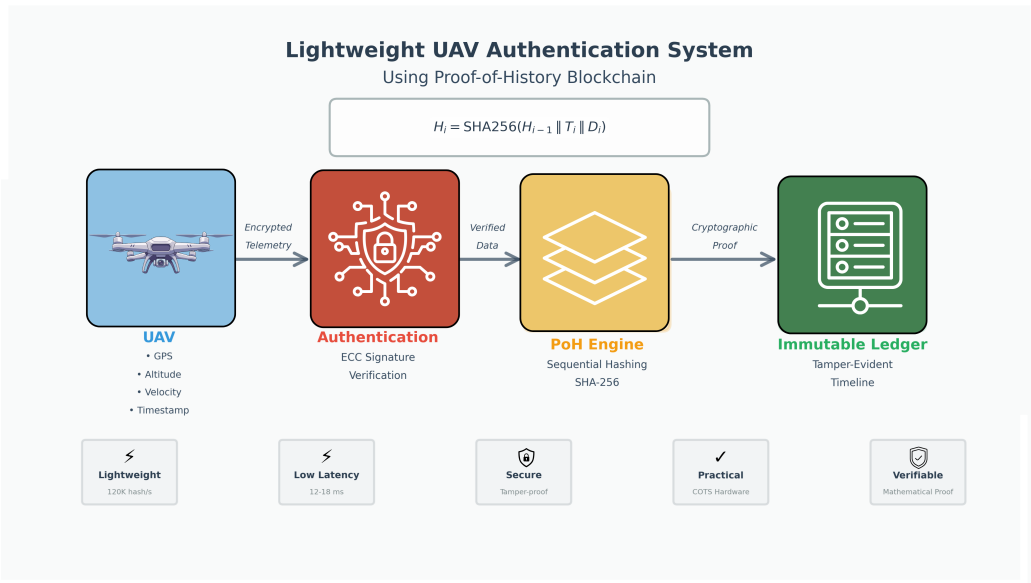 Lightweight UAV Authentication System
Using Proof-of-History Blockchain
Hᵢ = SHA256(Hᵢ₋₁ ∥ Tᵢ ∥ Dᵢ)
Encrypted
Telemetry
Verified
Data
Cryptographic
Proof
UAV
• GPS
• Altitude
• Velocity
• Timestamp
Authentication
ECC Signature
Verification
PoH Engine
Sequential Hashing
SHA-256
Immutable Ledger
Tamper-Evident
Timeline
Lightweight
120K hash/s
Low Latency
12-18 ms
Secure
Tamper-proof
Practical
COTS Hardware
Verifiable
Mathematical Proof